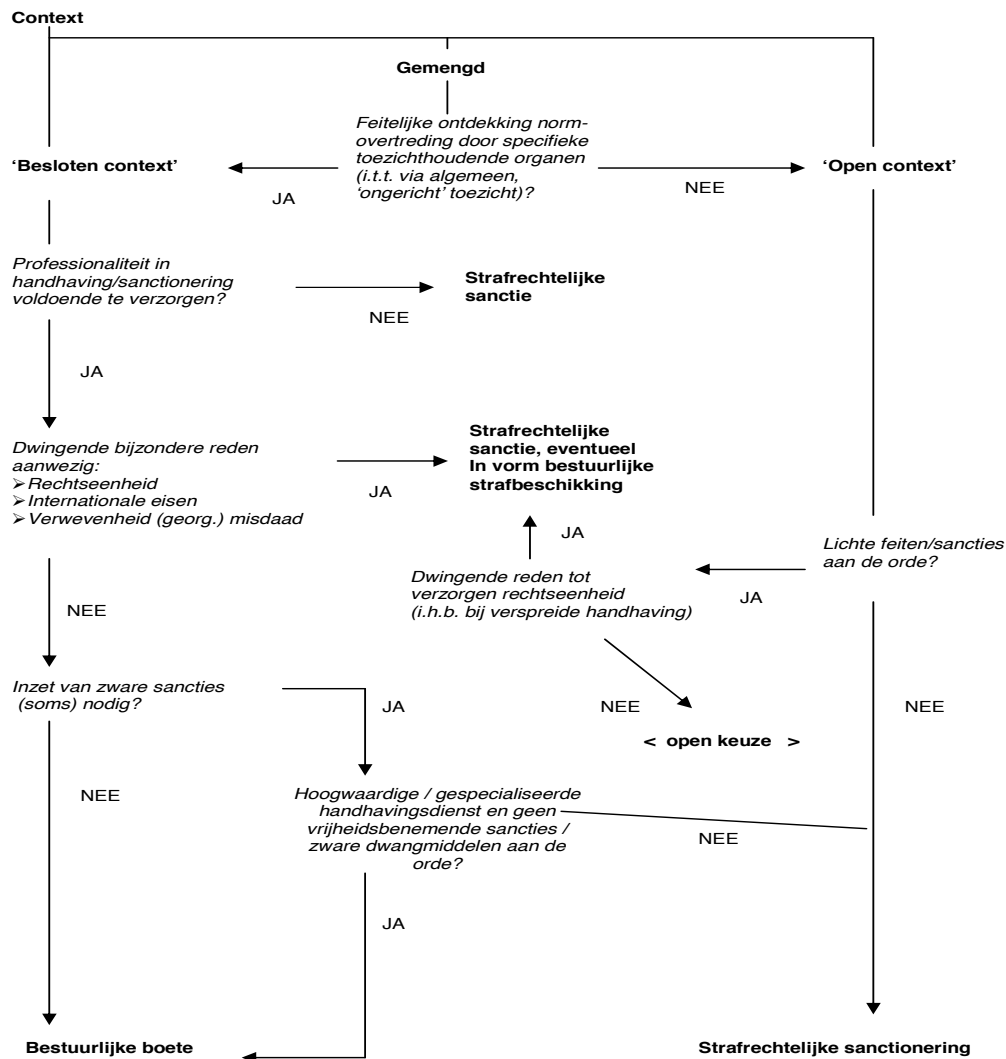 Context
Gemengd
Feitelijke ontdekking norm-
overtreding door specifieke
toezichthoudende organen
(i.t.t. via algemeen,
‘ongericht’ toezicht)?
‘Besloten context’
JA
NEE
‘Open context’
Professionaliteit in
handhaving/sanctionering
voldoende te verzorgen?
NEE
Strafrechtelijke
sanctie
JA
Dwingende bijzondere reden
aanwezig:
➢Rechtseenheid
➢Internationale eisen
➢Verwevenheid (georg.) misdaad
JA
Strafrechtelijke
sanctie, eventueel
In vorm bestuurlijke
strafbeschikking
JA
Lichte feiten/sancties
aan de orde?
JA
Dwingende reden tot
verzorgen rechtseenheid
(i.h.b. bij verspreide handhaving)
NEE
Inzet van zware sancties
(soms) nodig?
JA
NEE
NEE
< open keuze >
NEE
Hoogwaardige / gespecialiseerde
handhavingsdienst en geen
vrijheidsbenemende sancties /
zware dwangmiddelen aan de
orde?
NEE
JA
Bestuurlijke boete
Strafrechtelijke sanctionering